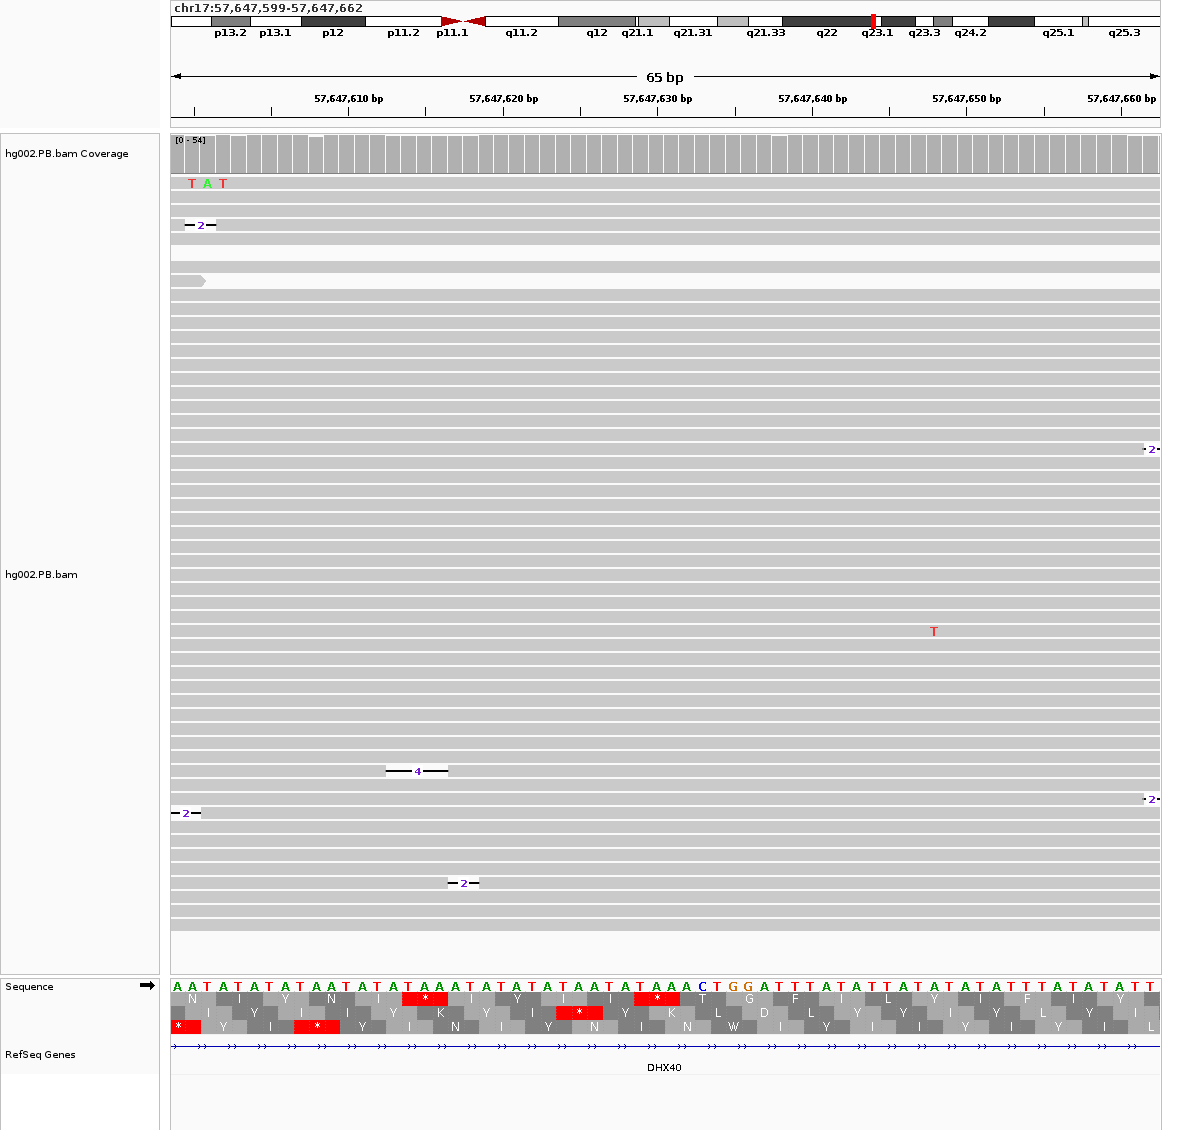 chr17:57,647,599-57,647,662
p13.2 p13.1 p12 p11.2 p11.1 q11.2 q12 q21.1 q21.31 q21.33 q22 q23.1 q23.3 q24.2 q25.1 q25.3
65 bp
57,647,610 bp 57,647,620 bp 57,647,630 bp 57,647,640 bp 57,647,650 bp 57,647,660 bp
[0 - 54]
hg002.PB.bam Coverage
T A T
2
2
hg002.PB.bam
T
4
2
2
2
Sequence A A T A T A T A T A A T A T A T A A A T A T A T A T A A T A T A A A C T G G A T T T A T A T T A T A T A T A T T T A T A T A T T
N I Y N I * I Y I I * T G F I L Y I F I Y
I Y I I Y K Y I * Y K L D L Y Y I Y L Y I
* Y I * Y I N I Y N I N W I Y I I Y I Y I L
RefSeq Genes
DHX40